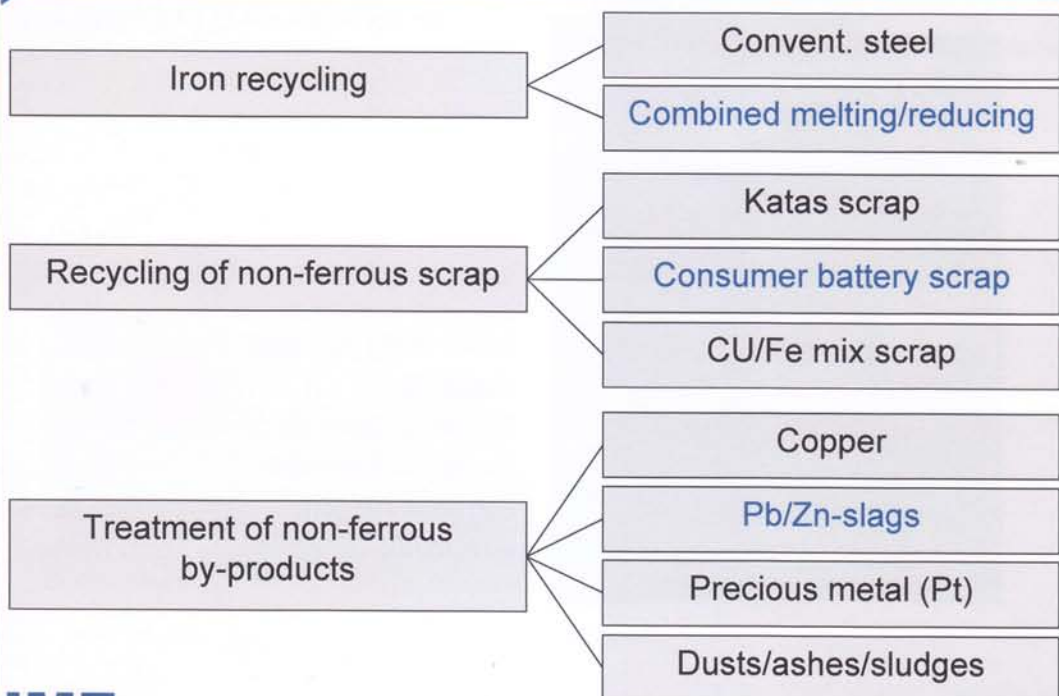 Iron recycling
Convent. steel
Combined melting/reducing
Recycling of non-ferrous scrap
Katas scrap
Consumer battery scrap
CU/Fe mix scrap
Treatment of non-ferrous
by-products
Copper
Pb/Zn-slags
Precious metal (Pt)
Dusts/ashes/sludges